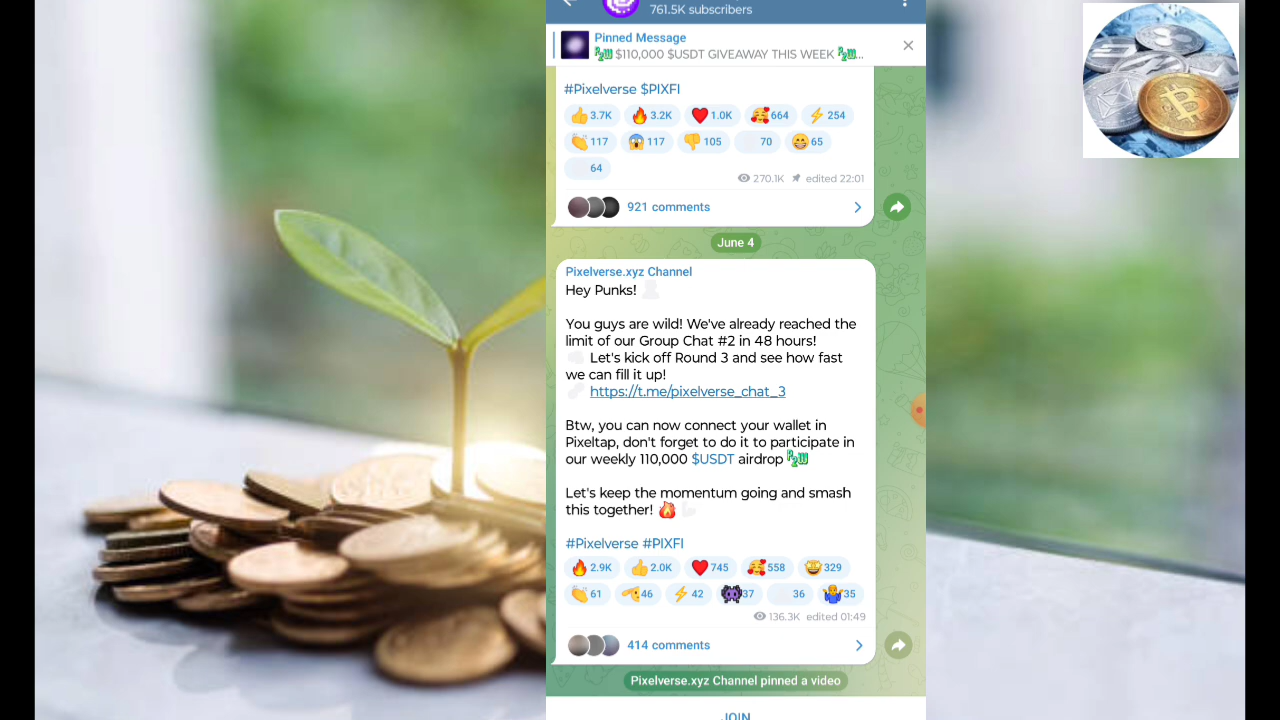 761.5K subscribers
Pinned Message
P2W $110,000 $USDT GIVEAWAY THIS WEEK P2W...
#Pixelverse $PIXFI
3.7K 3.2K 1.0K 664 254
117 117 105 70 65
64
270.1K edited 22:01
921 comments
June 4
Pixelverse.xyz Channel
Hey Punks!
You guys are wild! We've already reached the
limit of our Group Chat #2 in 48 hours!
Let's kick off Round 3 and see how fast
we can fill it up!
https://t.me/pixelverse_chat_3
Btw, you can now connect your wallet in
Pixeltap, don't forget to do it to participate in
our weekly 110,000 $USDT airdrop P2W
Let's keep the momentum going and smash
this together!
#Pixelverse #PIXFI
2.9K 2.0K 745 558 329
61 46 42 37 36 35
136.3K edited 01:49
414 comments
Pixelverse.xyz Channel pinned a video
JOIN